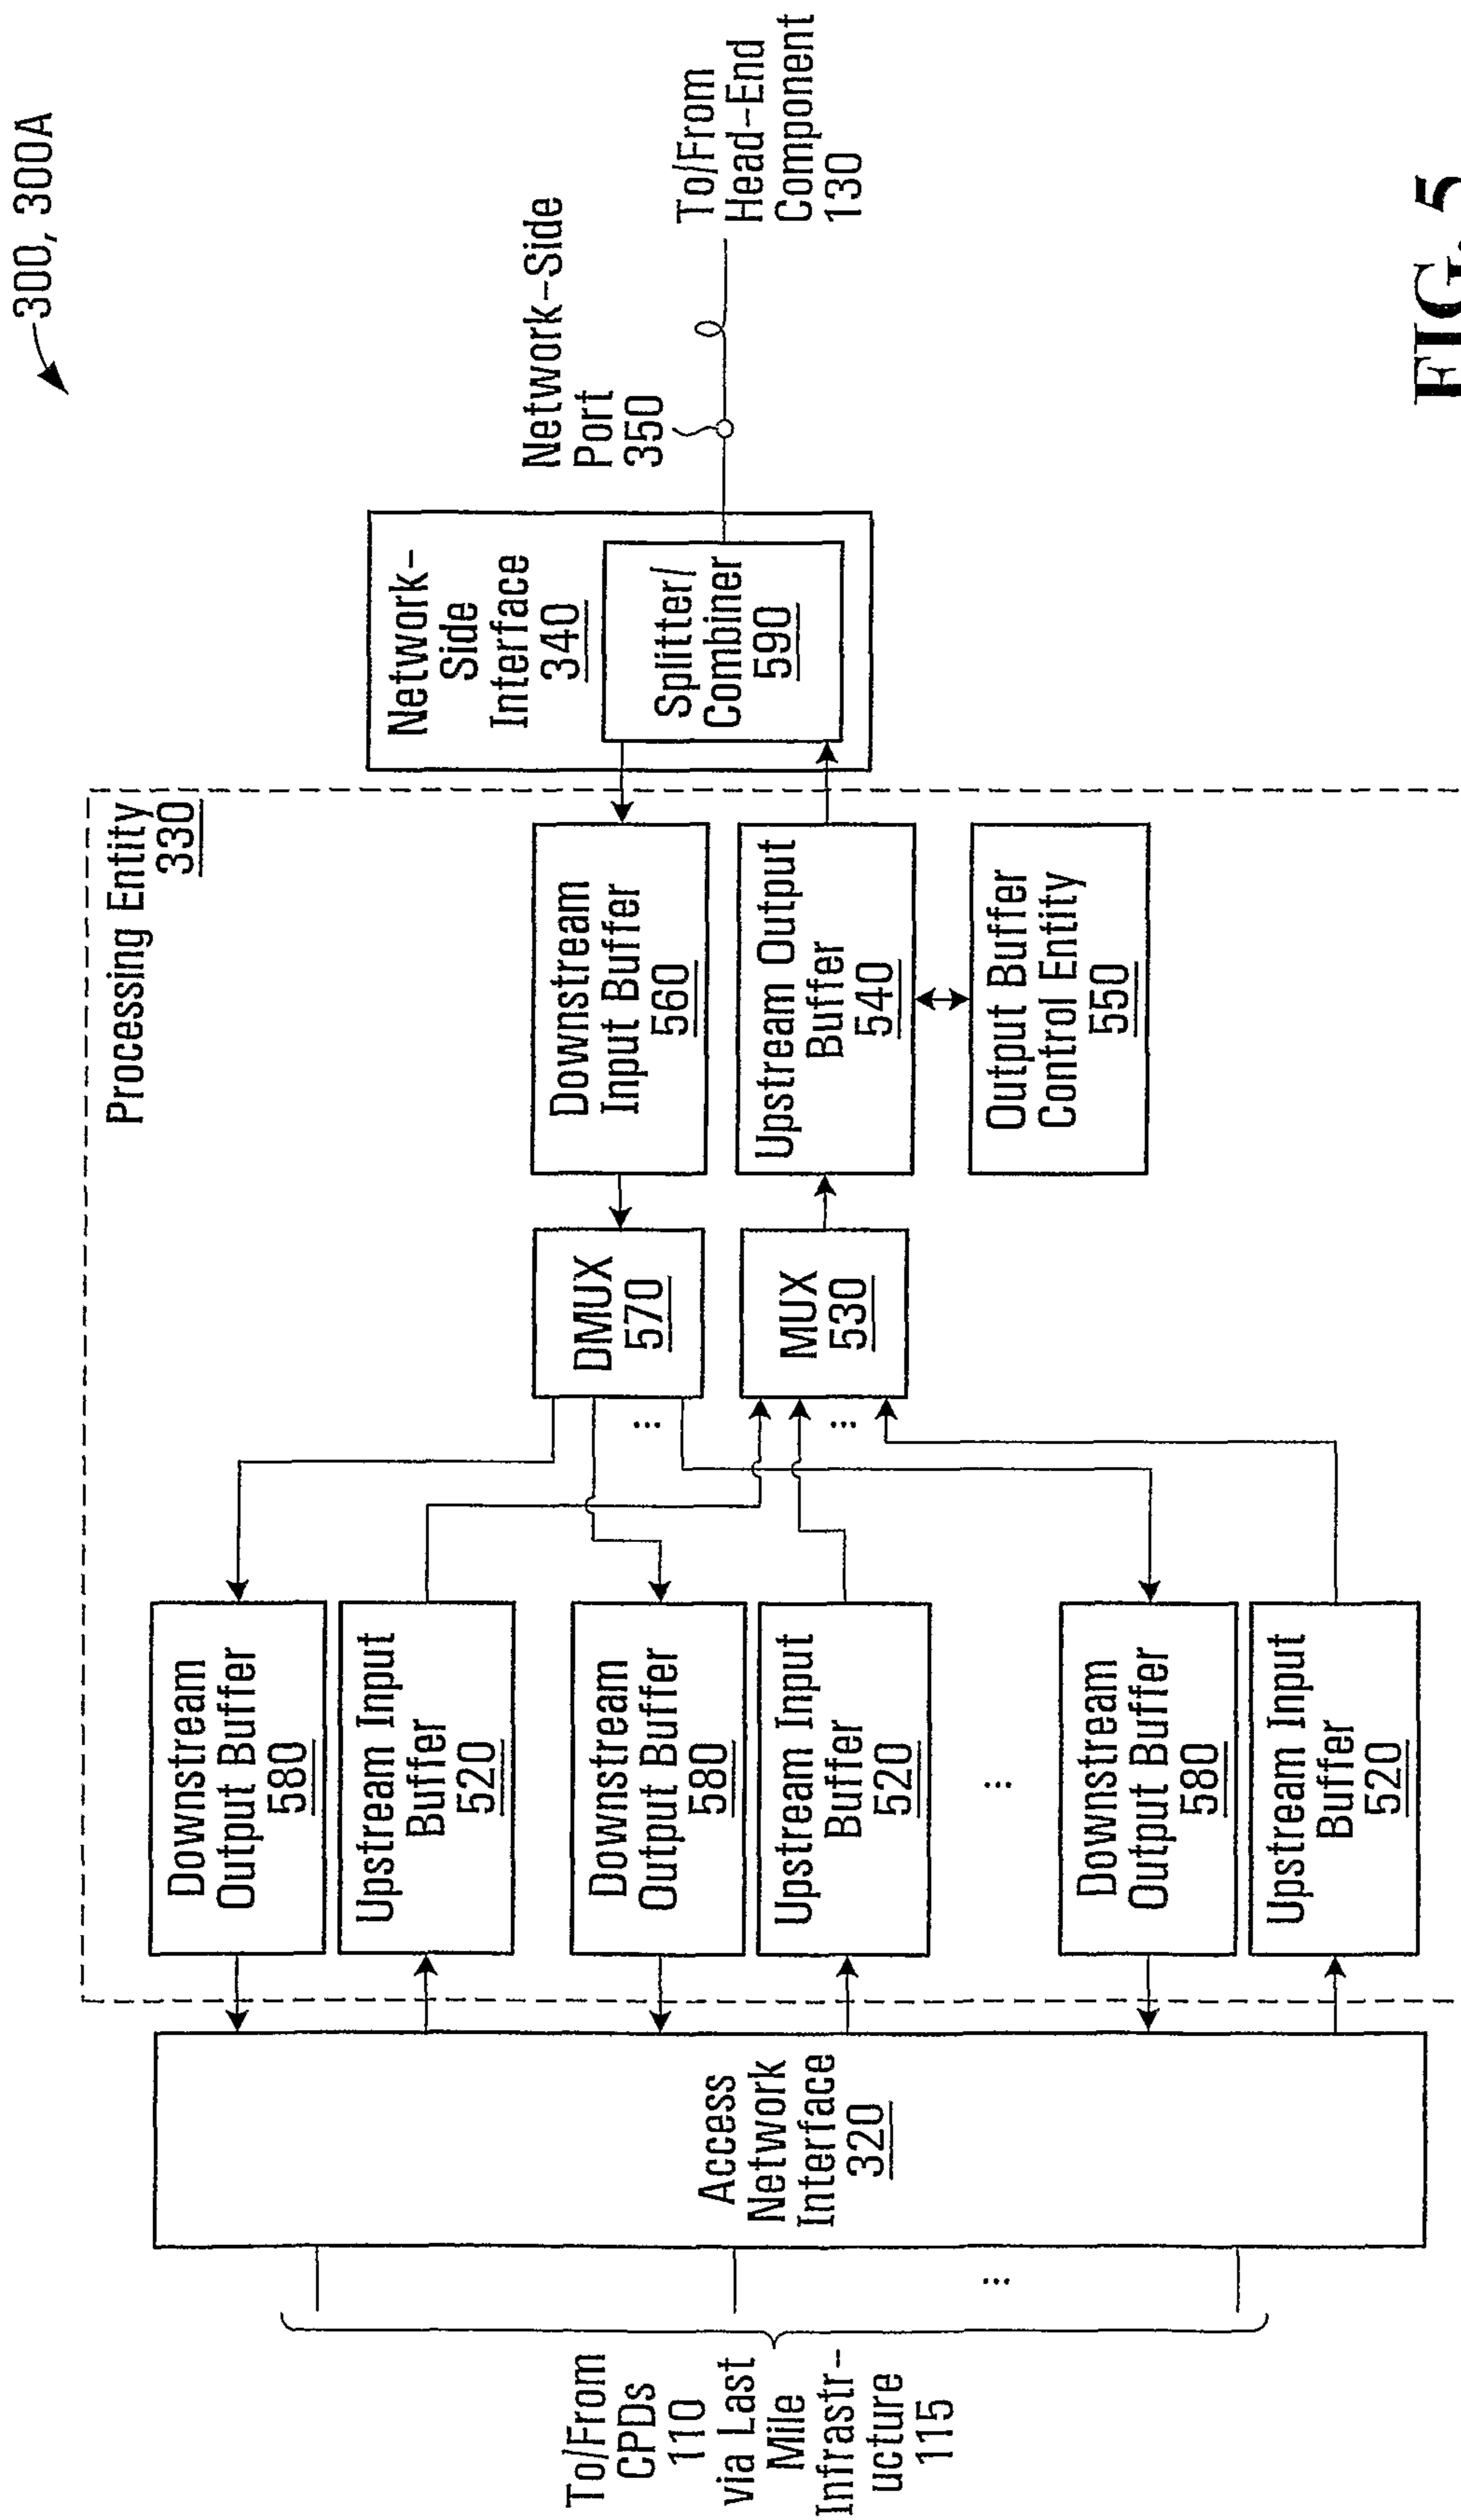 300, 300A
Processing Entity
330
To/From
CPDs
110
via Last
Mile
Infrastr-
ucture
115
Access
Network
Interface
320
Downstream
Output Buffer
580
Upstream Input
Buffer
520
Downstream
Output Buffer
580
Upstream Input
Buffer
520
Downstream
Output Buffer
580
Upstream Input
Buffer
520
DMUX
570
MUX
530
Downstream
Input Buffer
560
Upstream Output
Buffer
540
Output Buffer
Control Entity
550
Network-
Side
Interface
340
Splitter/
Combiner
590
Network-Side
Port
350
To/From
Head-End
Component
130
FIG. 5